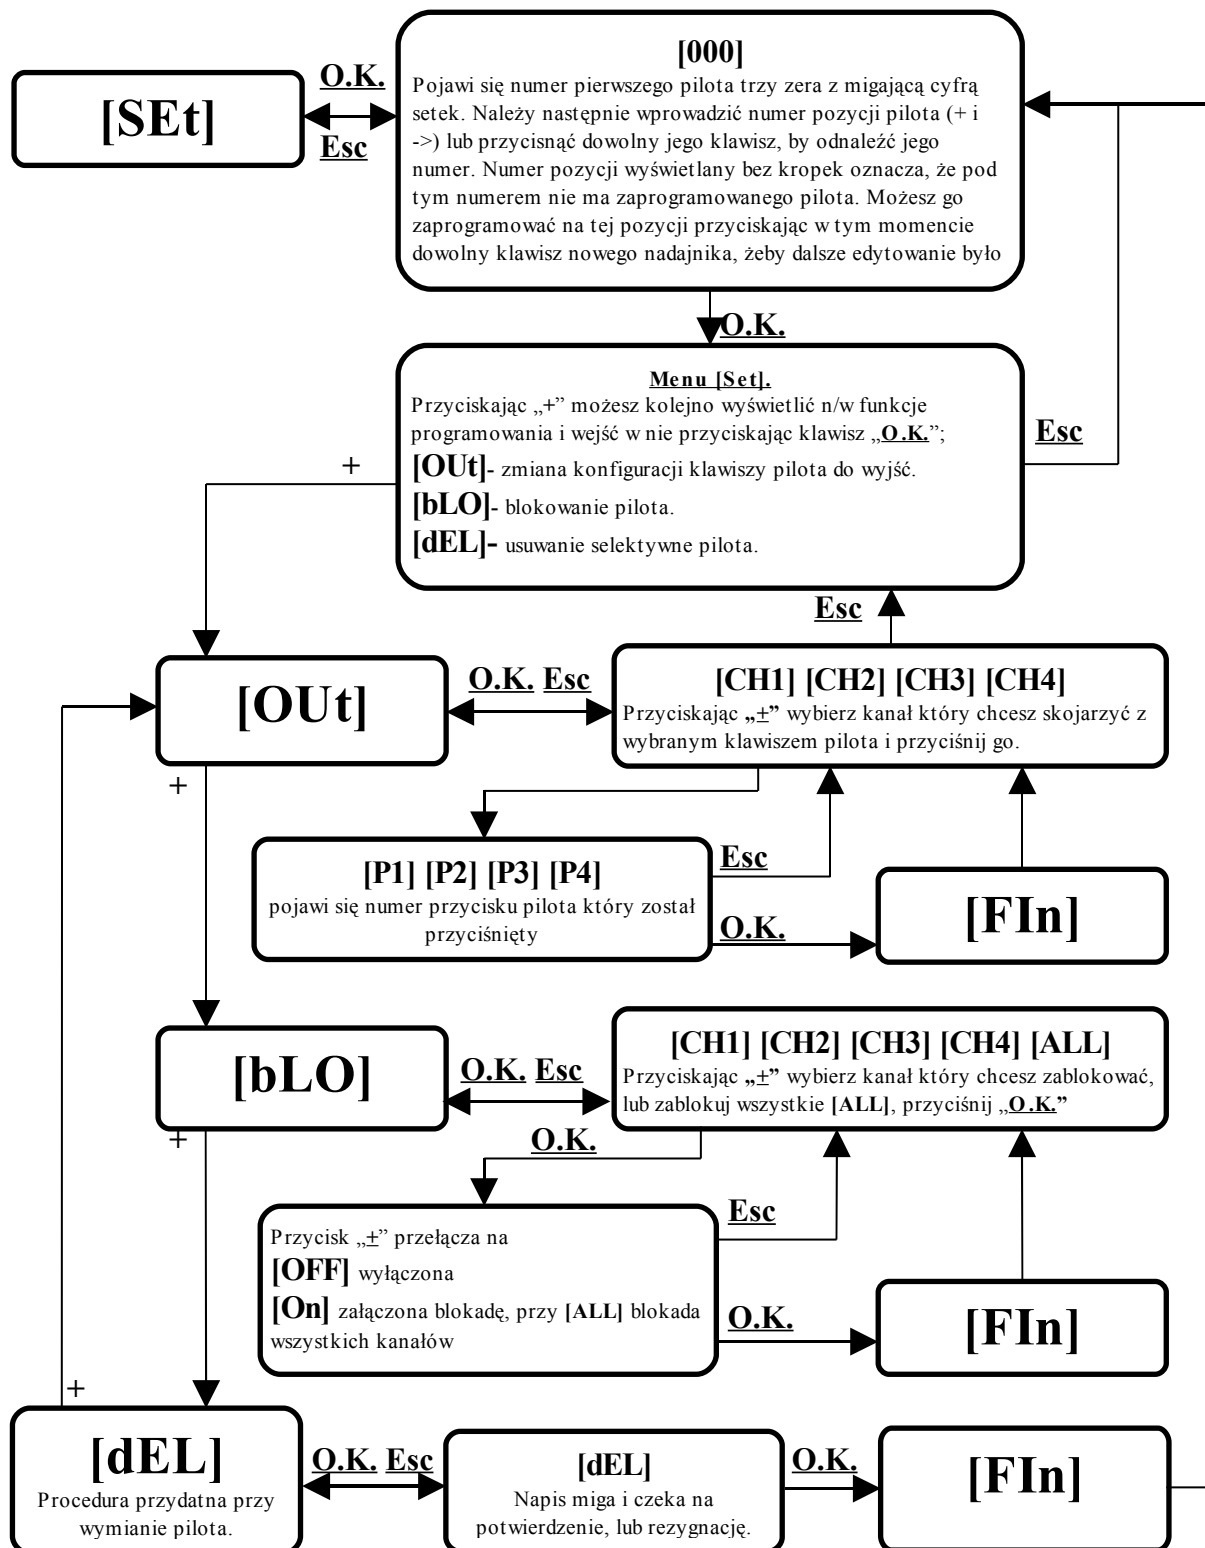 [SEt]
O.K.
Esc
[000]
Pojawi się numer pierwszego pilota trzy zera z migającą cyfrą
setek. Należy następnie wprowadzić numer pozycji pilota (+ i
->) lub przycisnąć dowolny jego klawisz, by odnaleźć jego
numer. Numer pozycji wyświetlany bez kropek oznacza, że pod
tym numerem nie ma zaprogramowanego pilota. Możesz go
zaprogramować na tej pozycji przyciskając w tym momencie
dowolny klawisz nowego nadajnika, żeby dalsze edytowanie było
O.K.
Menu [Set].
Przyciskając „+” możesz kolejno wyświetlić n/w funkcje
programowania i wejść w nie przyciskając klawisz „O.K.”;
[OUt]- zmiana konfiguracji klawiszy pilota do wyjść.
[bLO]- blokowanie pilota.
[dEL]- usuwanie selektywne pilota.
Esc
+
Esc
[OUt]
O.K. Esc
[CH1] [CH2] [CH3] [CH4]
Przyciskając „±” wybierz kanał który chcesz skojarzyć z
wybranym klawiszem pilota i przyciśnij go.
+
[P1] [P2] [P3] [P4]
pojawi się numer przycisku pilota który został
przyciśnięty
Esc
O.K.
[FIn]
[bLO]
O.K. Esc
[CH1] [CH2] [CH3] [CH4] [ALL]
Przyciskając „±” wybierz kanał który chcesz zablokować,
lub zablokuj wszystkie [ALL], przyciśnij „O.K.”
+
O.K.
Przycisk „±” przełącza na
[OFF] wyłączona
[On] załączona blokadę, przy [ALL] blokada
wszystkich kanałów
Esc
O.K.
[FIn]
+
[dEL]
Procedura przydatna przy
wymianie pilota.
O.K. Esc
[dEL]
Napis miga i czeka na
potwierdzenie, lub rezygnację.
O.K.
[FIn]